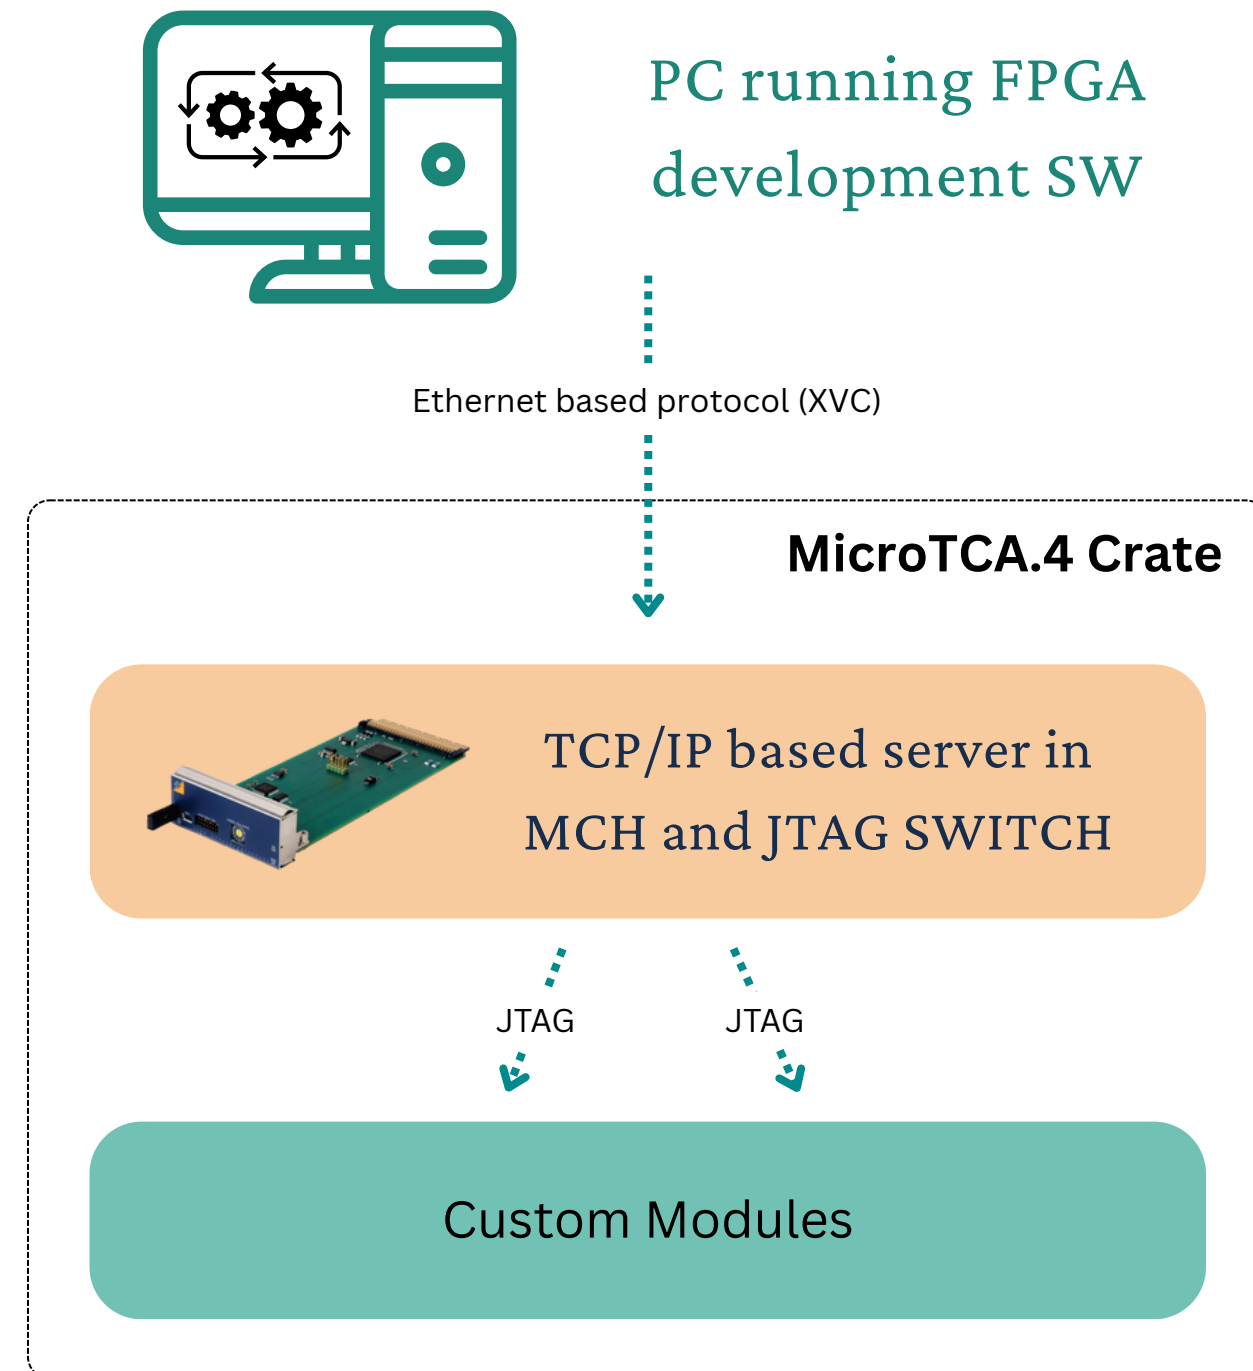 PC running FPGA
development SW
Ethernet based protocol (XVC)
MicroTCA.4 Crate
TCP/IP based server in
MCH and JTAG SWITCH
JTAG
JTAG
Custom Modules